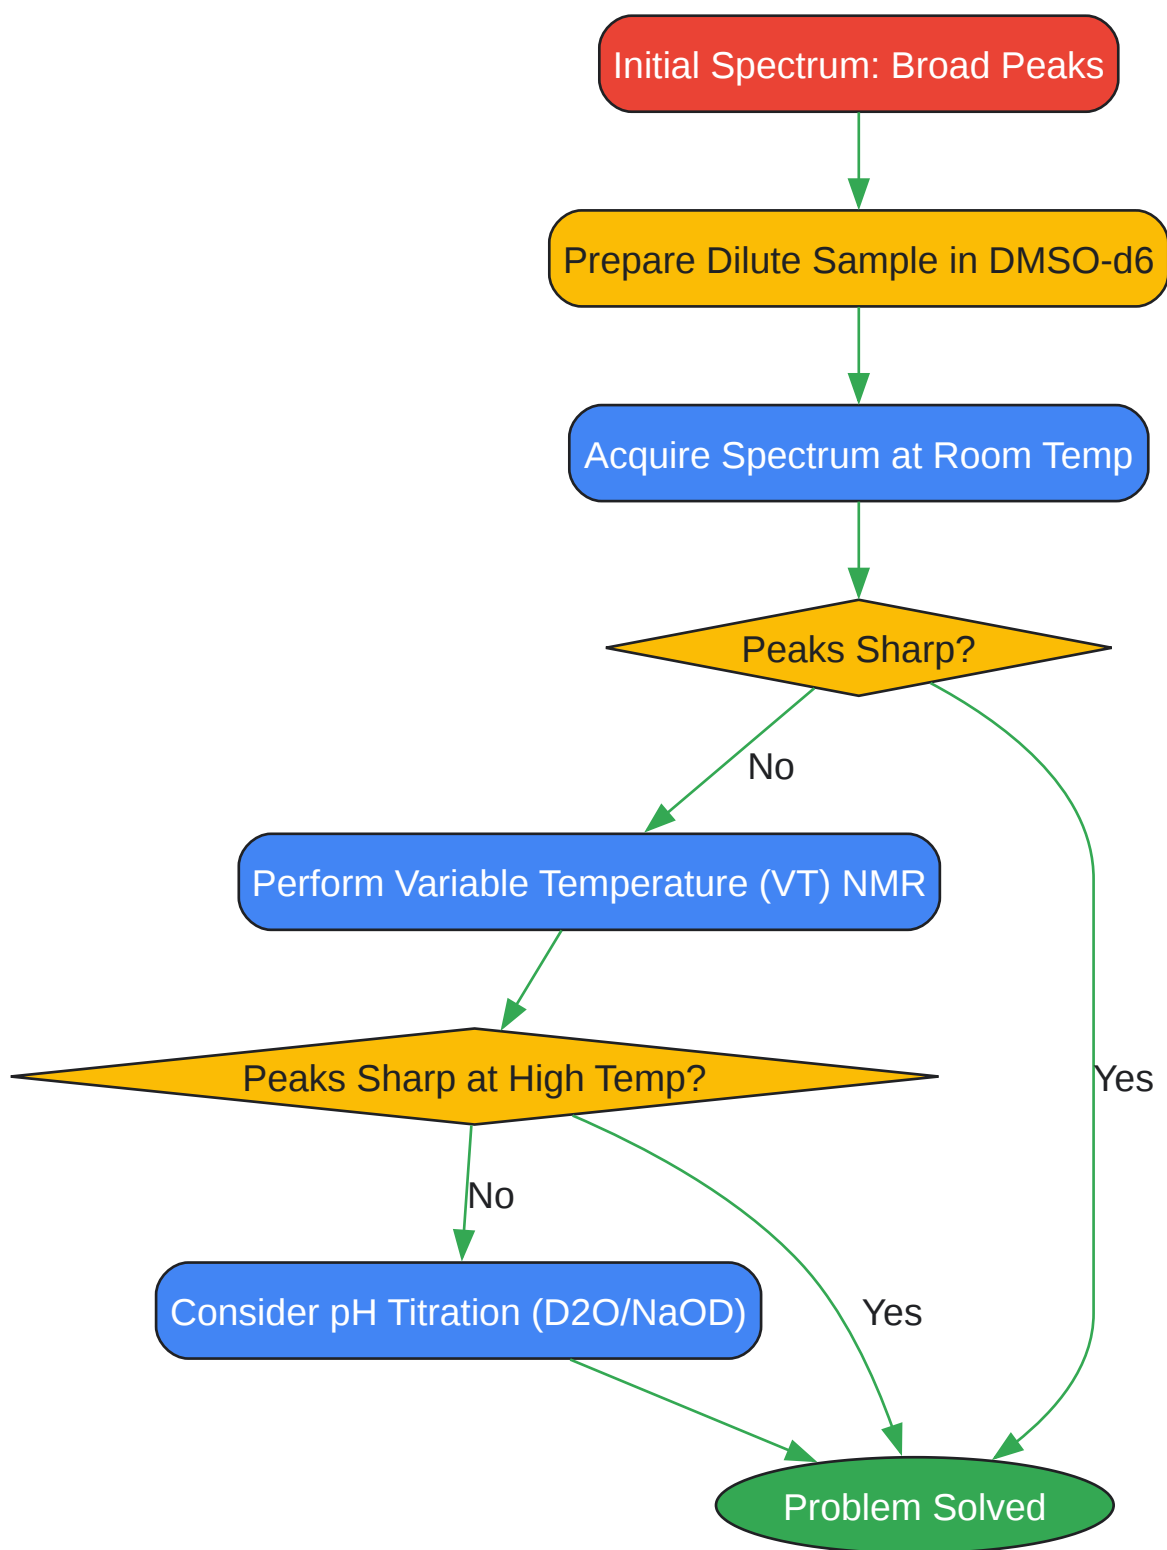 Initial Spectrum: Broad Peaks
Prepare Dilute Sample in DMSO-d6
Acquire Spectrum at Room Temp
Peaks Sharp?
No
Perform Variable Temperature (VT) NMR
Peaks Sharp at High Temp?
Yes
No
Consider pH Titration (D2O/NaOD)
Yes
Problem Solved